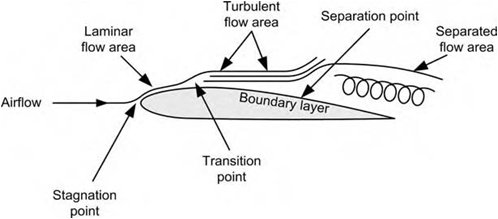 Turbulent
flow area
Separation point
Laminar
flow area
Separated
flow area
Airflow
Boundary layer
Transition
point
Stagnation
point